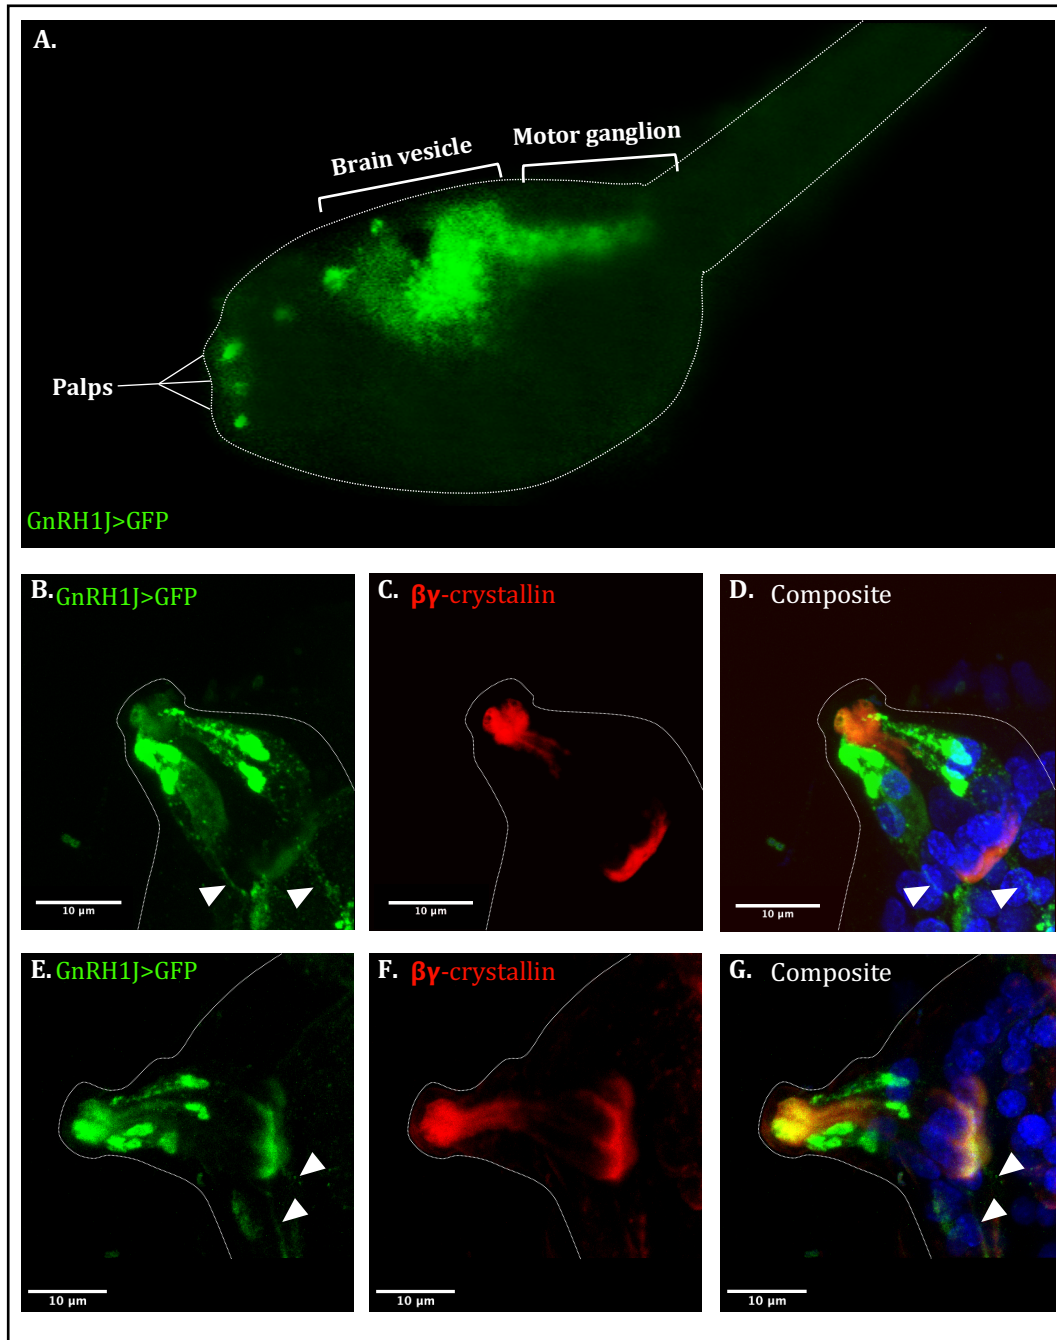 A.
Brain vesicle
Motor ganglion
Palps
GnRH1J>GFP
B. GnRH1J>GFP
C. βγ-crystallin
D. Composite
10 µm
10 µm
10 µm
E. GnRH1J>GFP
F. βγ-crystallin
G. Composite
10 µm
10 µm
10 µm